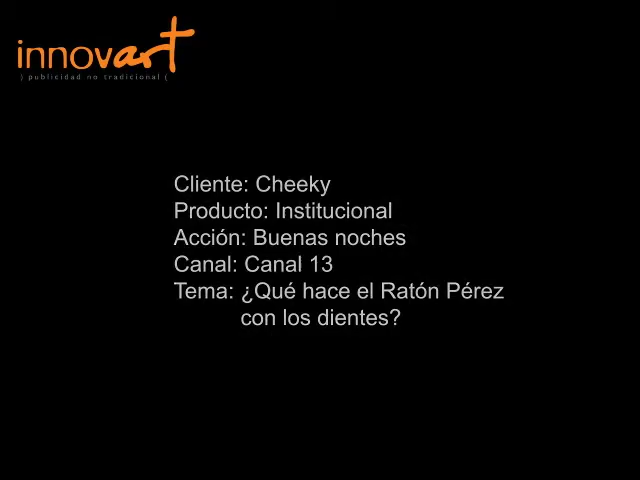 innovart
) publicidad no tradicional (
Cliente: Cheeky
Producto: Institucional
Acción: Buenas noches
Canal: Canal 13
Tema: ¿Qué hace el Ratón Pérez
con los dientes?